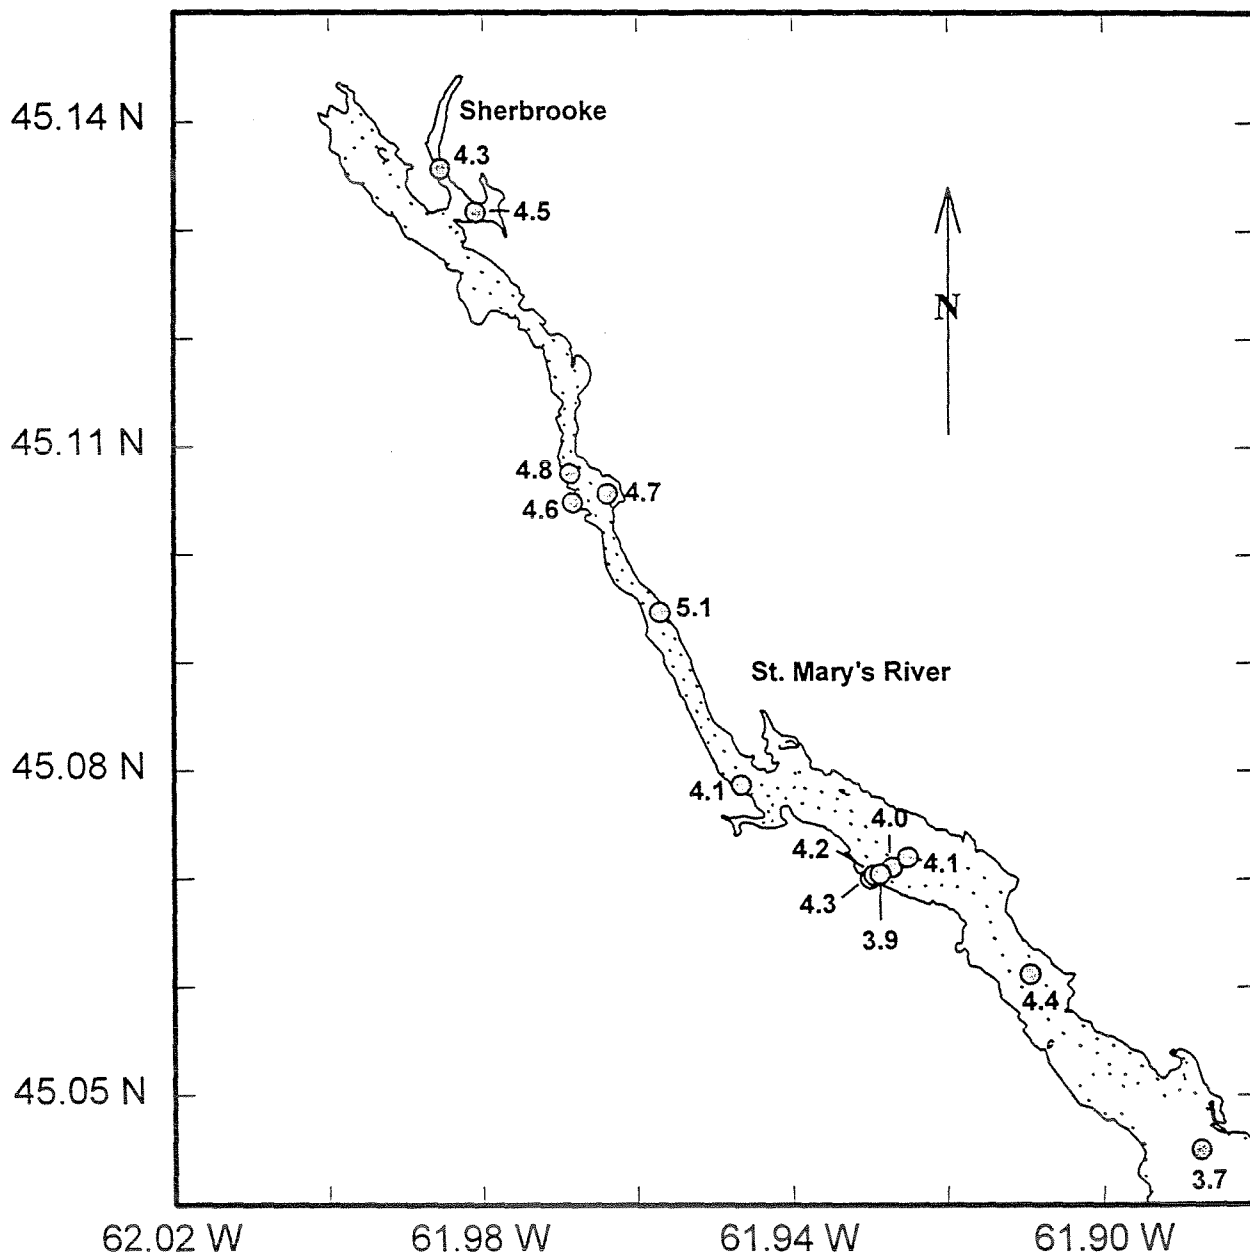 45.14 N
Sherbrooke
4.3
4.5
N
45.11 N
4.8
4.7
4.6
5.1
St. Mary's River
45.08 N
4.1
4.0
4.2
4.1
4.3
3.9
4.4
45.05 N
3.7
62.02 W
61.98 W
61.94 W
61.90 W